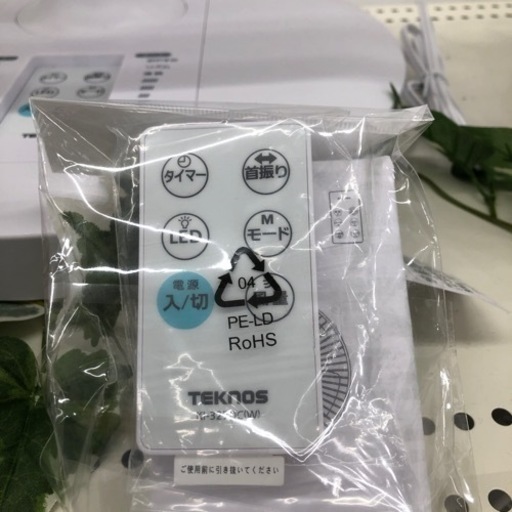 タイマー
首振り
LED
M
モード
電源
入/切
04
PE-LD
RoHS
TEKNOS
ご使用前に引き抜いてください